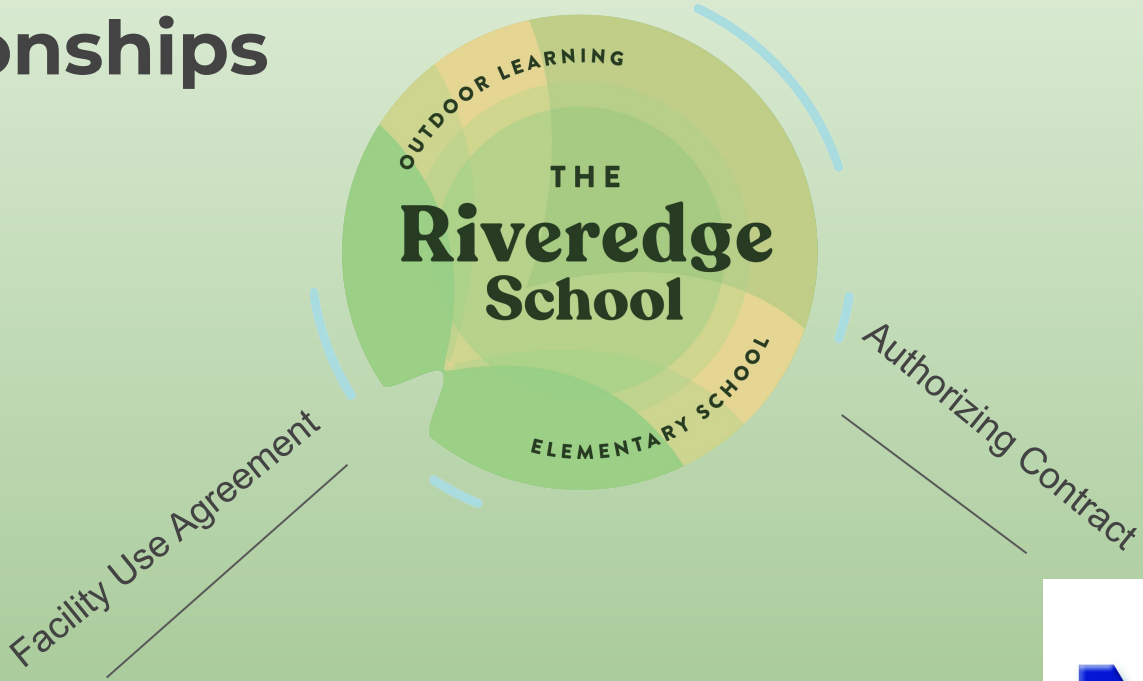 onships
OUTDOOR LEARNING
THE
Riveredge
School
ELEMENTARY SCHOOL
Authorizing Contract
Facility Use Agreement